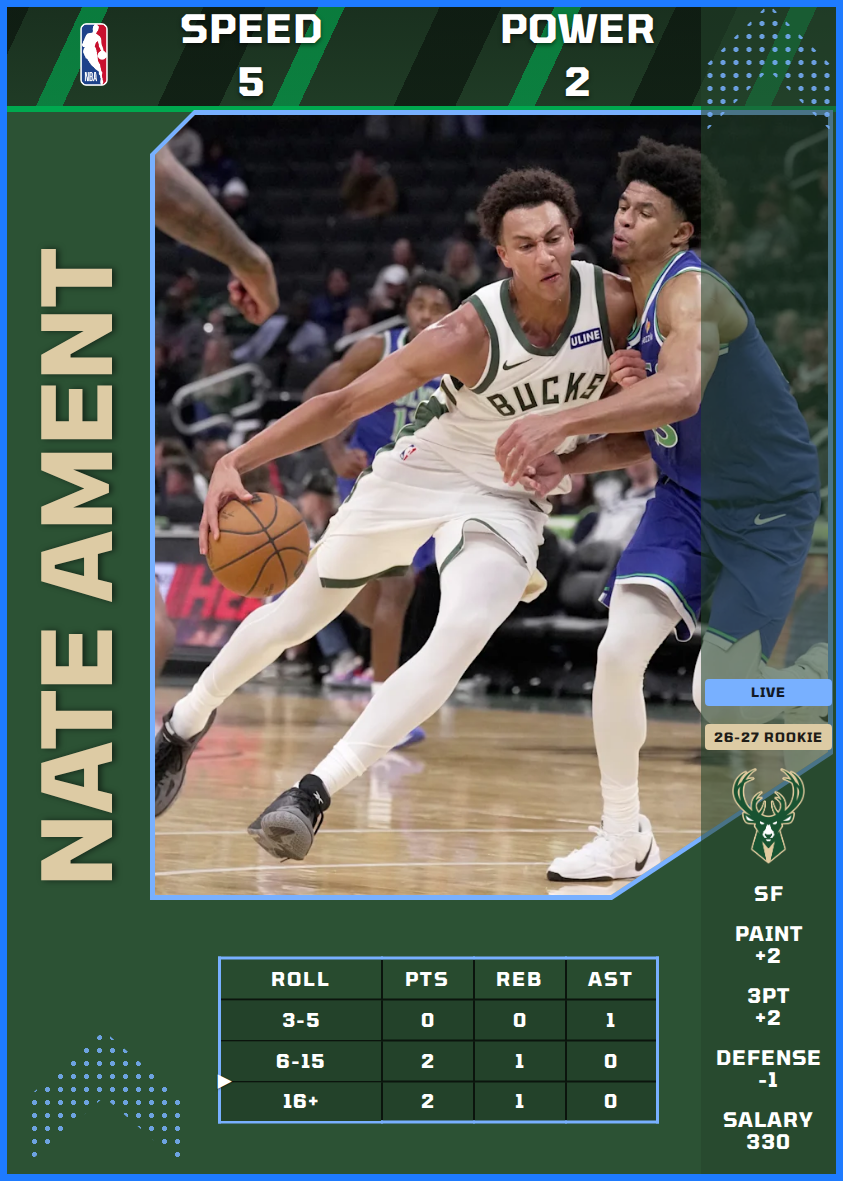 NBA
SPEED
5
POWER
2
NATE AMENT
ULINE
BUCKS
LIVE
26-27 ROOKIE
SF
PAINT
+2
3PT
+2
DEFENSE
-1
SALARY
330
ROLL PTS REB AST
3-5 0 0 1
6-15 2 1 0
16+ 2 1 0